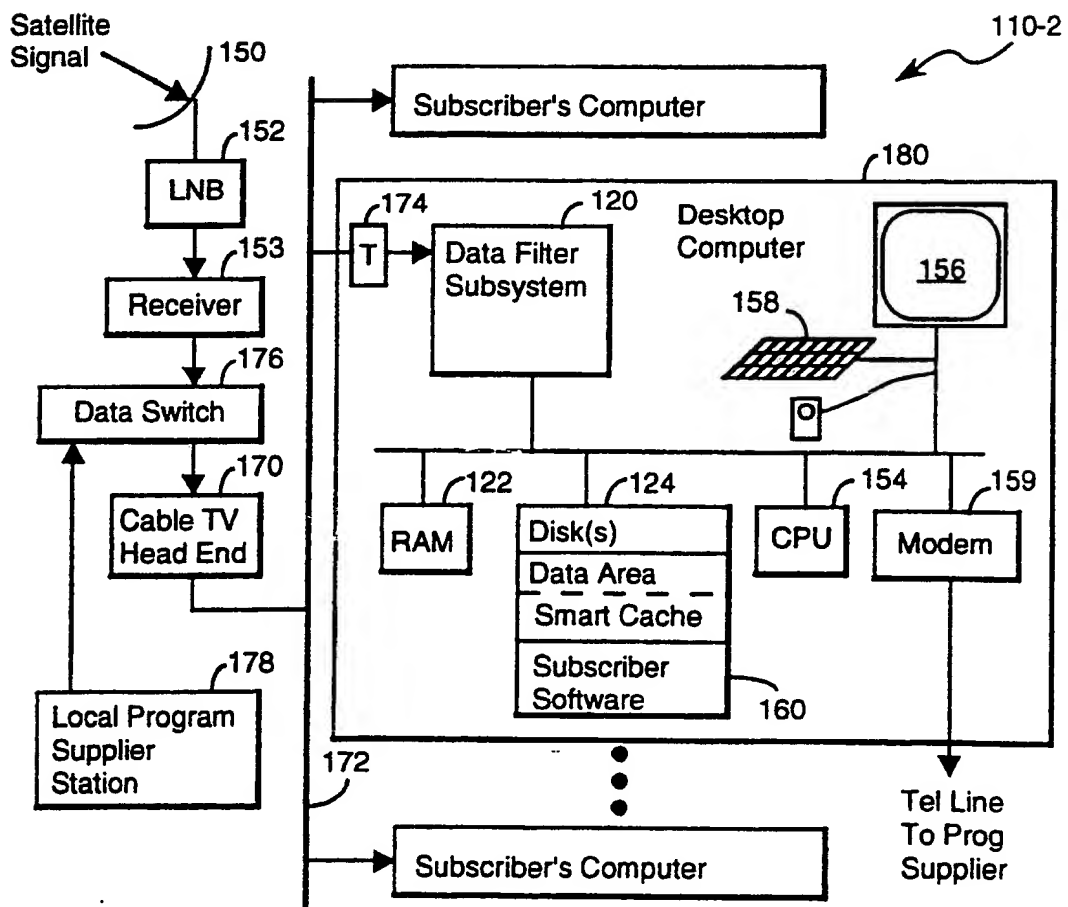 Satellite
Signal
150
110-2
Subscriber's Computer
152
LNB
180
174
T
120
Data Filter
Subsystem
Desktop
Computer
156
153
Receiver
158
176
Data Switch
170
Cable TV
Head End
122
RAM
124
Disk(s)
Data Area
Smart Cache
Subscriber
Software
160
154
CPU
159
Modem
178
Local Program
Supplier
Station
172
Tel Line
To Prog
Supplier
Subscriber's Computer